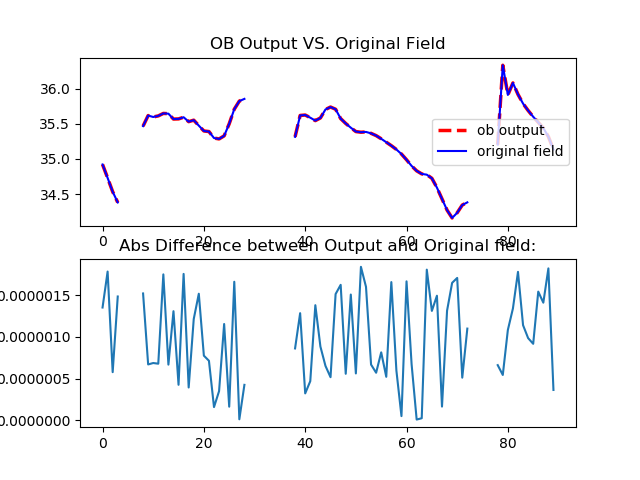 OB Output VS. Original Field
36.0
35.5
35.0
34.5
ob output
original field
0 20 40 60 80
Abs Difference between Output and Original field:
0.0000015
0.0000010
0.0000005
0.0000000
0 20 40 60 80